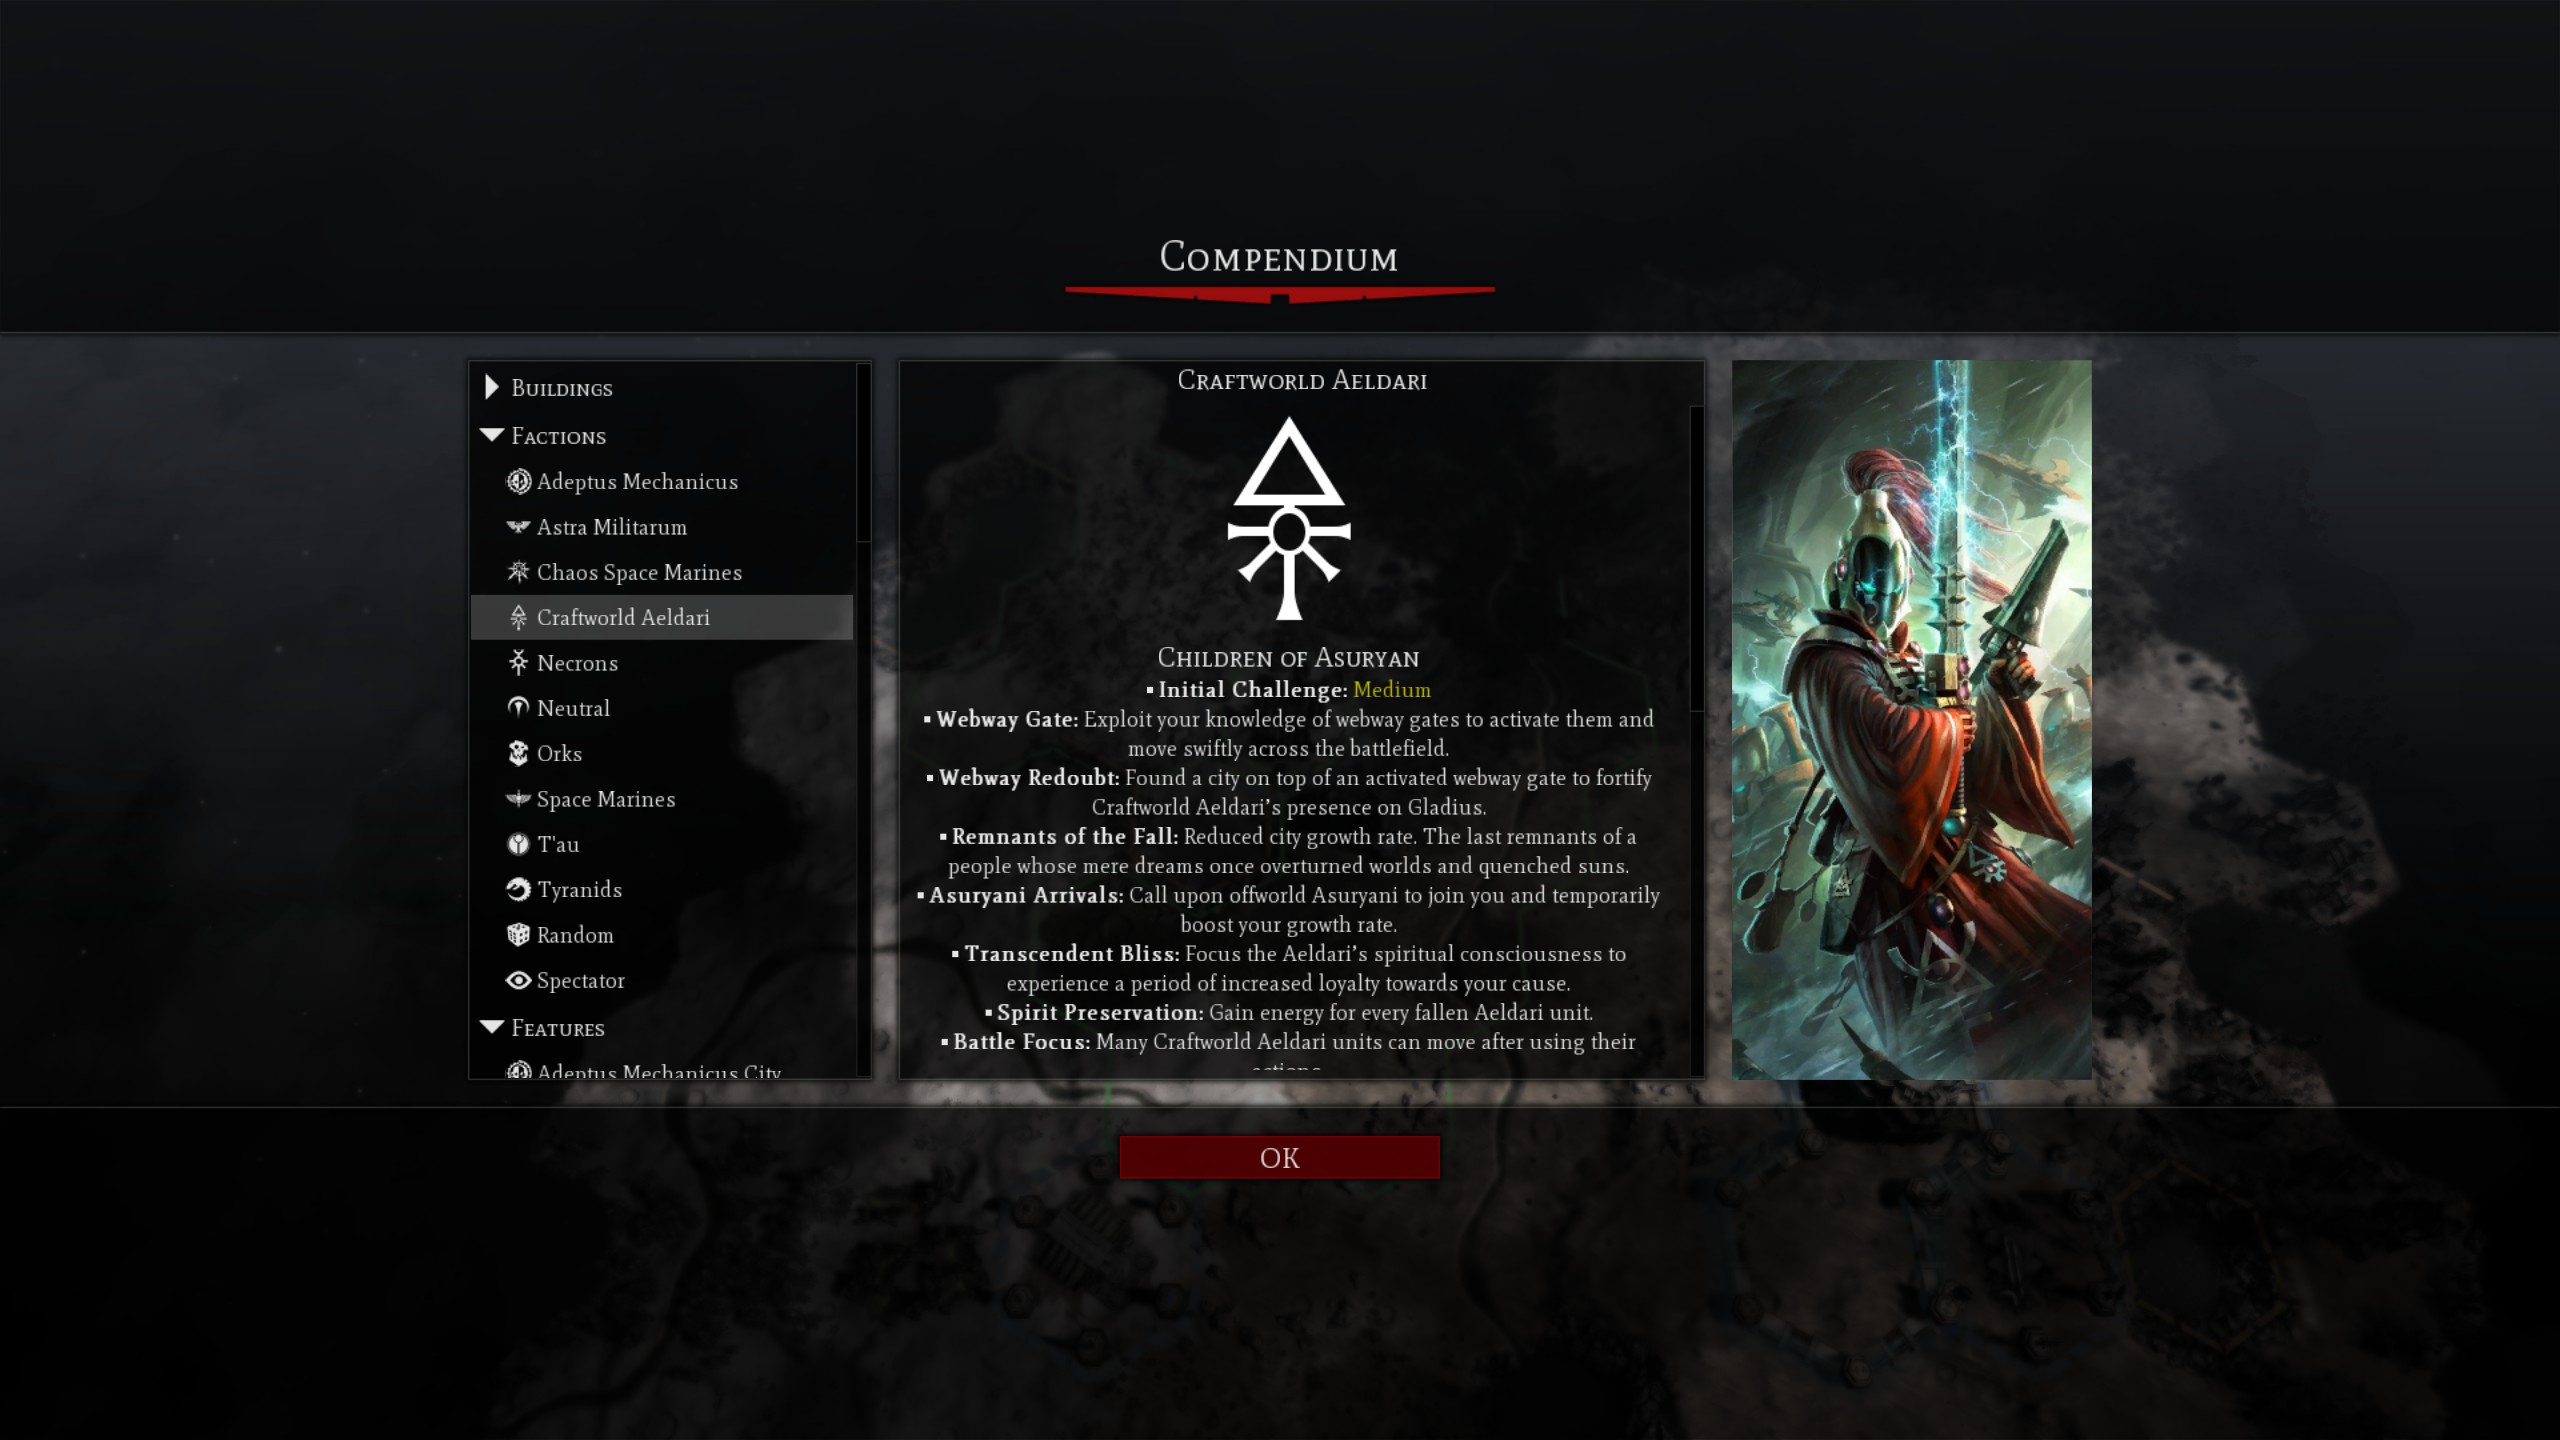 Compendium
Buildings
Factions
Adeptus Mechanicus
Astra Militarum
Chaos Space Marines
Craftworld Aeldari
Necrons
Neutral
Orks
Space Marines
T'au
Tyranids
Random
Spectator
Features
Adeptus Mechanicus City
Craftworld Aeldari
Children of Asuryan
▪ Initial Challenge: Medium
▪ Webway Gate: Exploit your knowledge of webway gates to activate them and
move swiftly across the battlefield.
▪ Webway Redoubt: Found a city on top of an activated webway gate to fortify
Craftworld Aeldari’s presence on Gladius.
▪ Remnants of the Fall: Reduced city growth rate. The last remnants of a
people whose mere dreams once overturned worlds and quenched suns.
▪ Asuryani Arrivals: Call upon offworld Asuryani to join you and temporarily
boost your growth rate.
▪ Transcendent Bliss: Focus the Aeldari’s spiritual consciousness to
experience a period of increased loyalty towards your cause.
▪ Spirit Preservation: Gain energy for every fallen Aeldari unit.
▪ Battle Focus: Many Craftworld Aeldari units can move after using their
actions.
OK